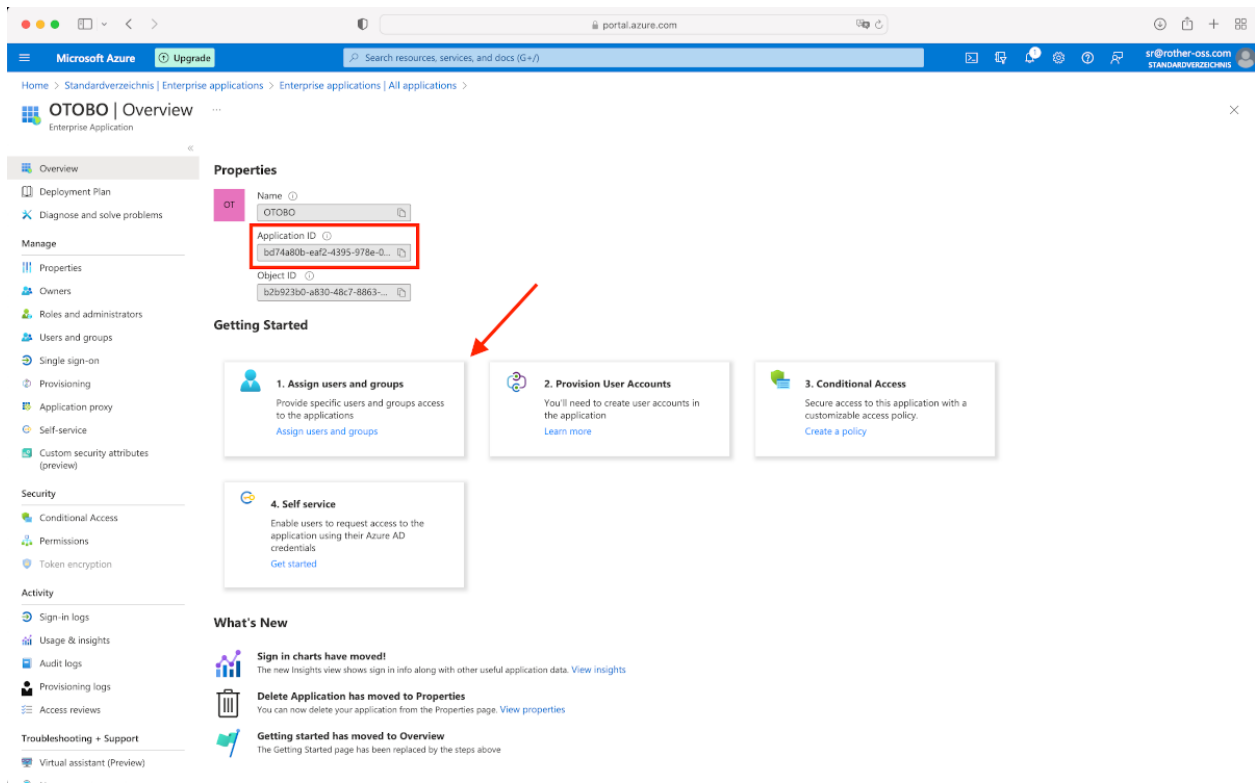 portal.azure.com
Microsoft Azure
Upgrade
Search resources, services, and docs (G+/)
1
sr@rother-oss.com
STANDARDVERZEICHNIS
Home > Standardverzeichnis | Enterprise applications > Enterprise applications | All applications >
OTOBO | Overview ...
Enterprise Application
Overview
Deployment Plan
Diagnose and solve problems
Manage
Properties
Owners
Roles and administrators
Users and groups
Single sign-on
Provisioning
Application proxy
Self-service
Custom security attributes
(preview)
Security
Conditional Access
Permissions
Token encryption
Activity
Sign-in logs
Usage & insights
Audit logs
Provisioning logs
Access reviews
Troubleshooting + Support
Virtual assistant (Preview)
Properties
OT
Name
OTOBO
Application ID
bd74a80b-eaf2-4395-978e-0...
Object ID
b2b923b0-a830-48c7-8863-...
Getting Started
1. Assign users and groups
Provide specific users and groups access
to the applications
Assign users and groups
2. Provision User Accounts
You'll need to create user accounts in
the application
Learn more
3. Conditional Access
Secure access to this application with a
customizable access policy.
Create a policy
4. Self service
Enable users to request access to the
application using their Azure AD
credentials
Get started
What's New
Sign in charts have moved!
The new Insights view shows sign in info along with other useful application data. View insights
Delete Application has moved to Properties
You can now delete your application from the Properties page. View properties
Getting started has moved to Overview
The Getting Started page has been replaced by the steps above